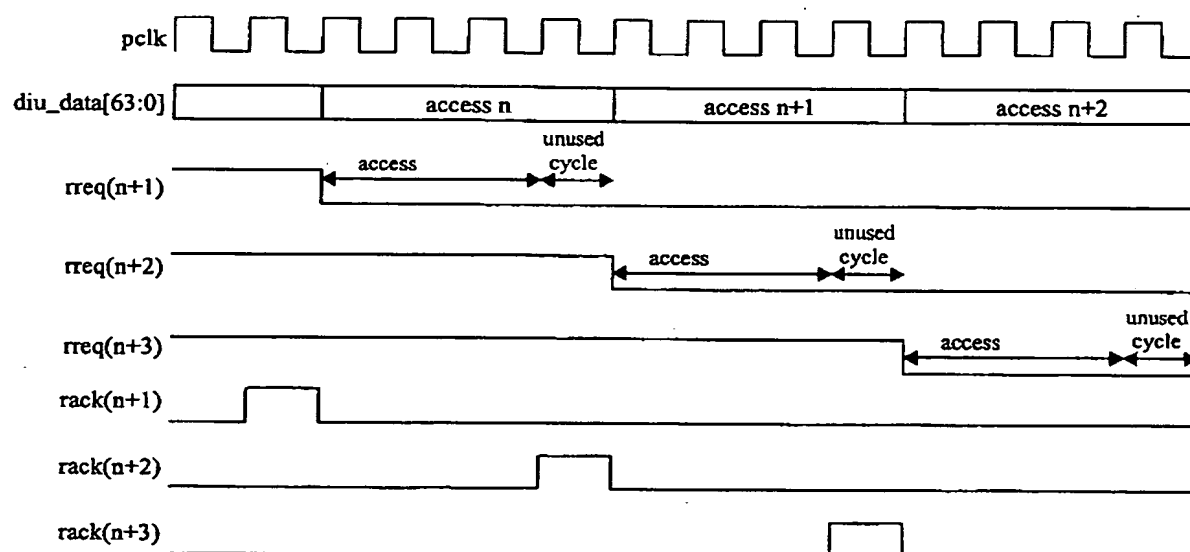 pclk
diu_data[63:0]
access n
access n+1
access n+2
rreq(n+1)
access
unused
cycle
rreq(n+2)
access
unused
cycle
rreq(n+3)
access
unused
cycle
rack(n+1)
rack(n+2)
rack(n+3)